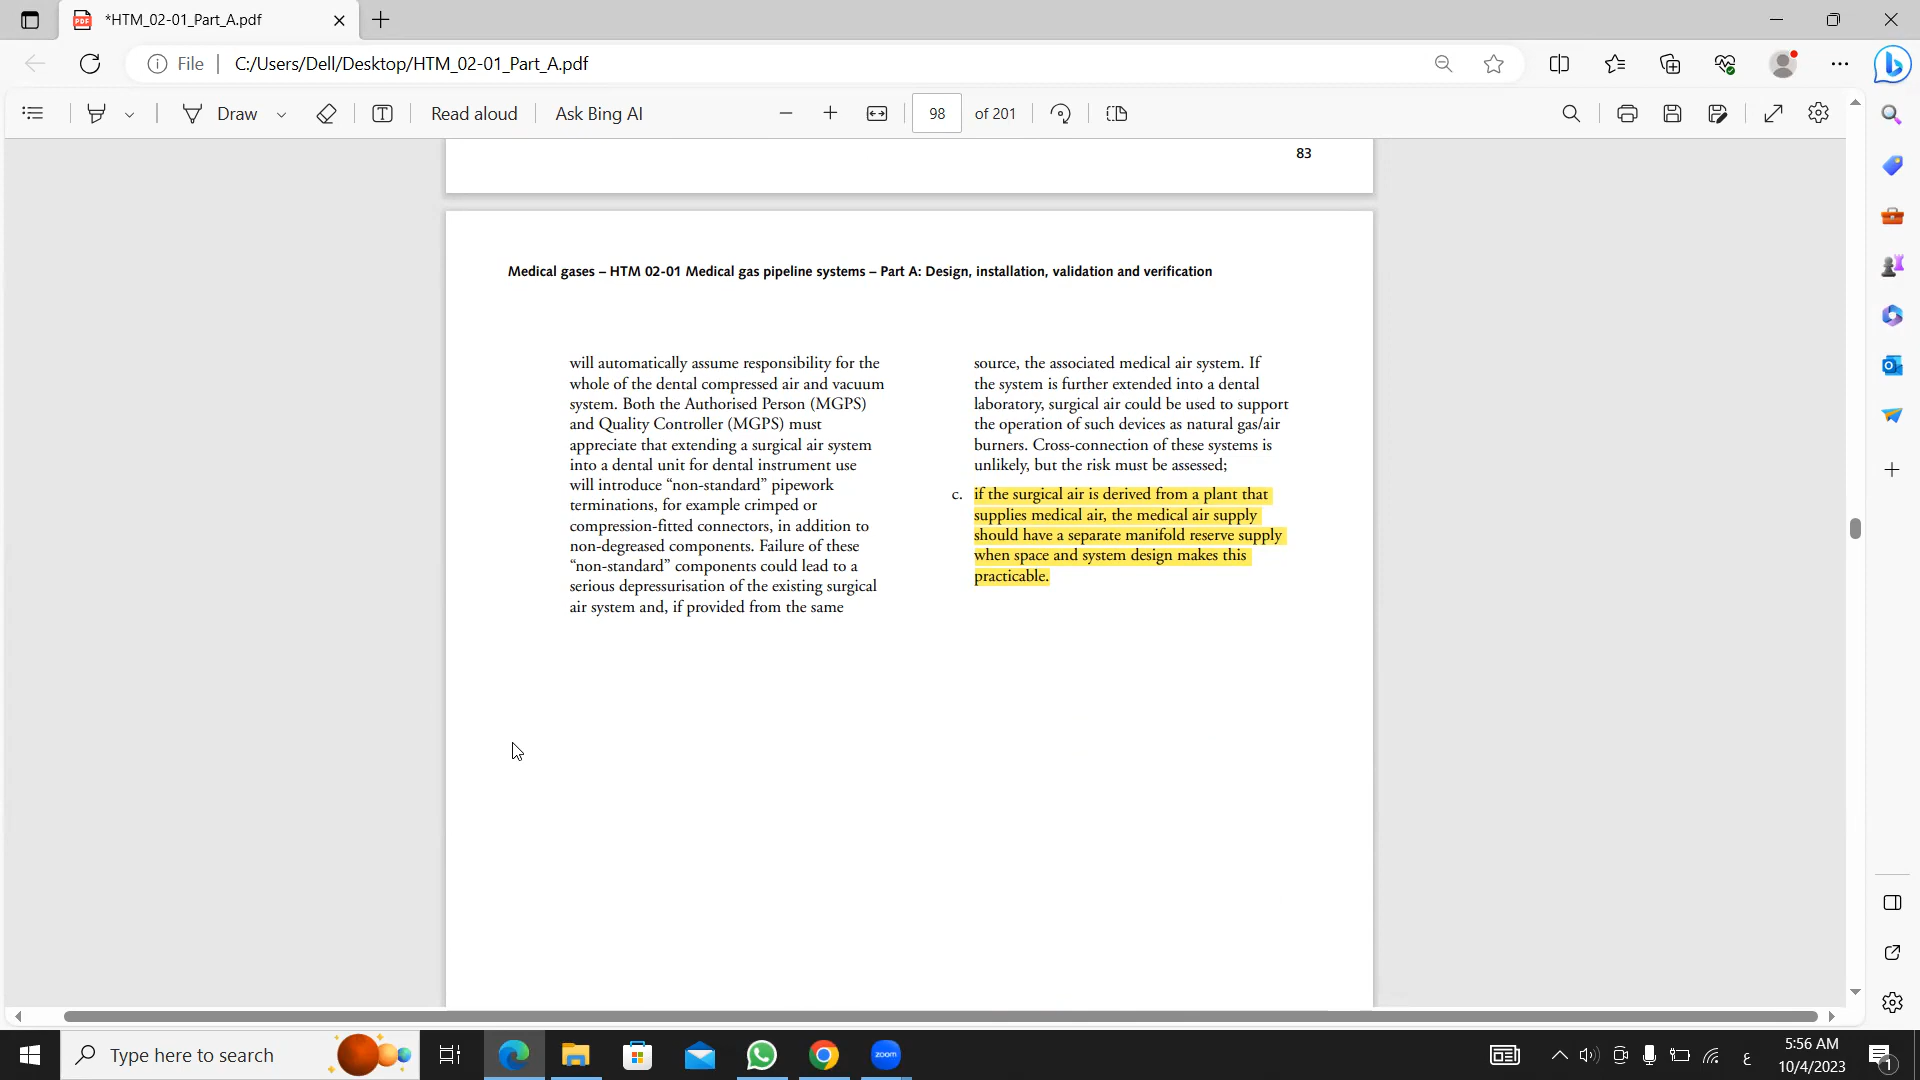 *HTM_02-01_Part_A.pdf
File
C:/Users/Dell/Desktop/HTM_02-01_Part_A.pdf
Draw
Read aloud
Ask Bing AI
98
of 201
83
Medical gases – HTM 02-01 Medical gas pipeline systems – Part A: Design, installation, validation and verification
will automatically assume responsibility for the
whole of the dental compressed air and vacuum
system. Both the Authorised Person (MGPS)
and Quality Controller (MGPS) must
appreciate that extending a surgical air system
into a dental unit for dental instrument use
will introduce “non-standard” pipework
terminations, for example crimped or
compression-fitted connectors, in addition to
non-degreased components. Failure of these
“non-standard” components could lead to a
serious depressurisation of the existing surgical
air system and, if provided from the same
source, the associated medical air system. If
the system is further extended into a dental
laboratory, surgical air could be used to support
the operation of such devices as natural gas/air
burners. Cross-connection of these systems is
unlikely, but the risk must be assessed;
c. if the surgical air is derived from a plant that
supplies medical air, the medical air supply
should have a separate manifold reserve supply
when space and system design makes this
practicable.
Type here to search
zoom
ع
5:56 AM
10/4/2023
1